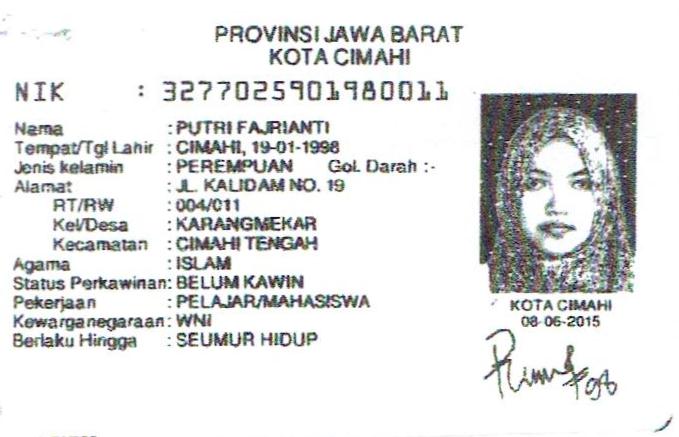 PROVINSI JAWA BARAT
KOTA CIMAHI
NIK : 3277025901980011
Nama : PUTRI FAJRIANTI
Tempat/Tgl Lahir : CIMAHI, 19-01-1998
Jenis kelamin : PEREMPUAN Gol. Darah :-
Alamat : JL. KALIDAM NO. 19
RT/RW : 004/011
Kel/Desa : KARANGMEKAR
Kecamatan : CIMAHI TENGAH
Agama : ISLAM
Status Perkawinan: BELUM KAWIN
Pekerjaan : PELAJAR/MAHASISWA
Kewarganegaraan: WNI
Berlaku Hingga : SEUMUR HIDUP
KOTA CIMAHI
08-06-2015